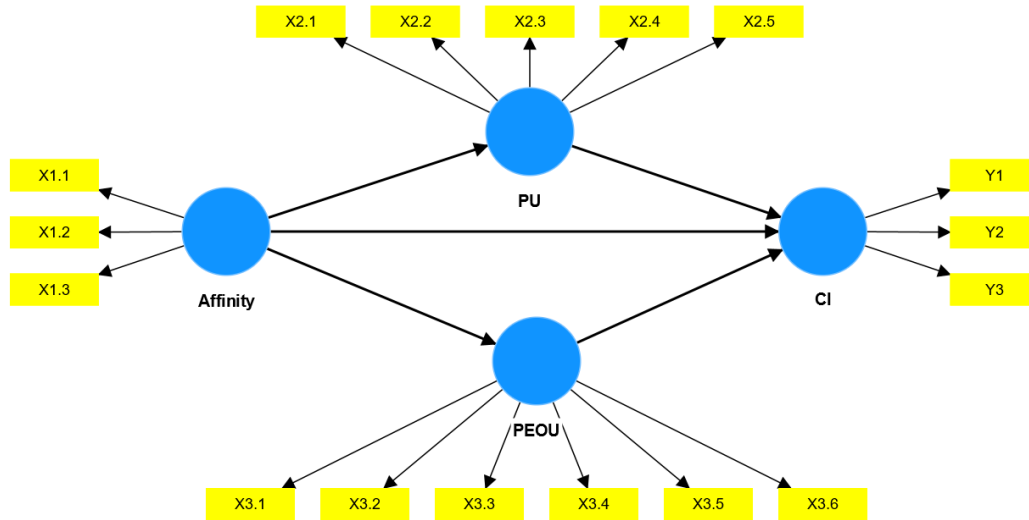 X2.1 X2.2 X2.3 X2.4 X2.5
PU
X1.1
X1.2
X1.3
Affinity
Y1
Y2
Y3
CI
PEOU
X3.1 X3.2 X3.3 X3.4 X3.5 X3.6